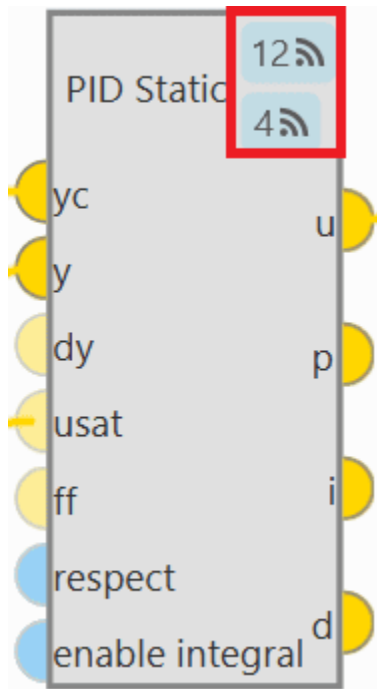 12
PID Static
4
yc
u
y
dy
p
usat
ff
i
respect
d
enable integral